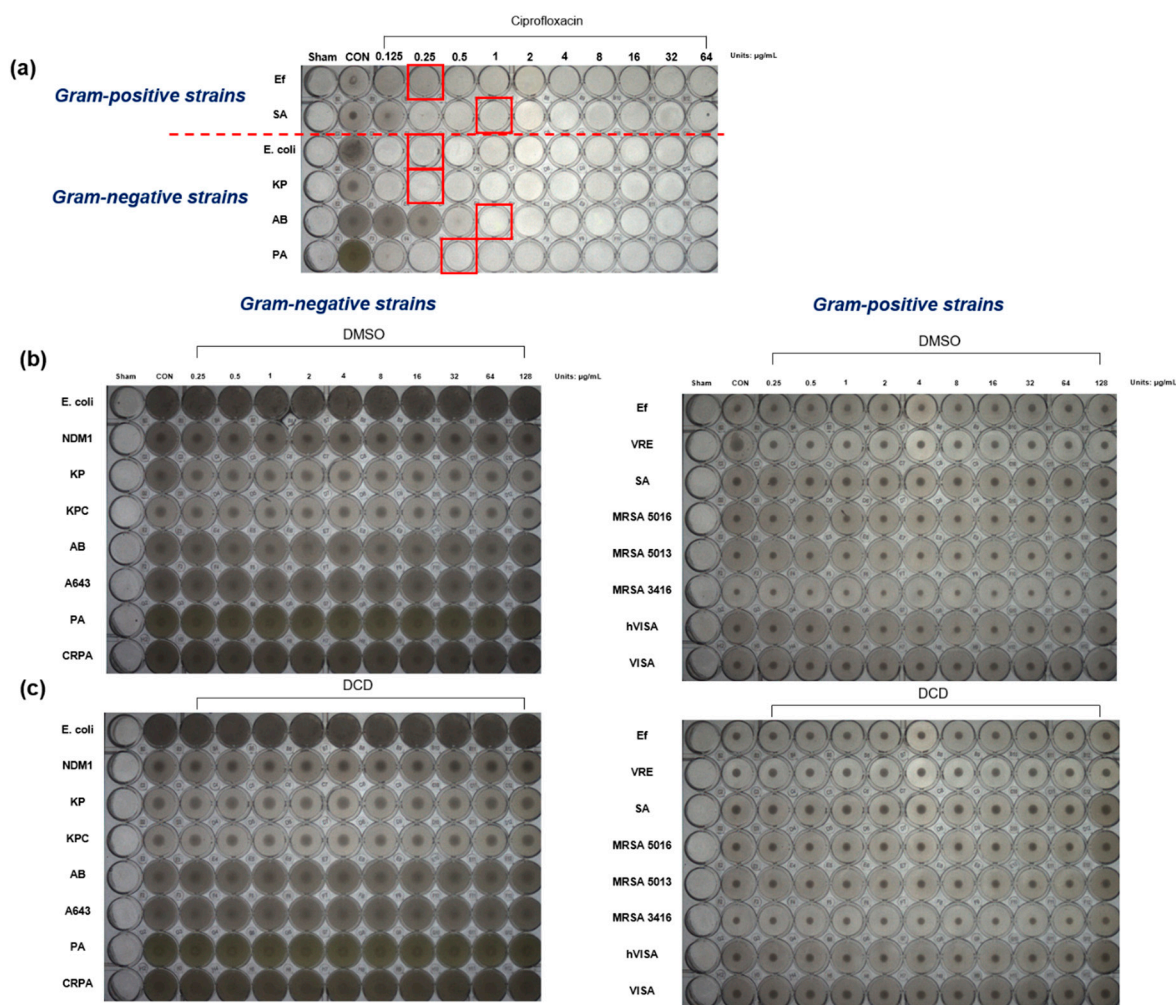 Ciprofloxacin
Sham CON 0.125 0.25 0.5 1 2 4 8 16 32 64 Units: µg/mL
(a)
Ef
Gram-positive strains
SA
E. coli
KP
Gram-negative strains
AB
PA
Gram-negative strains
Gram-positive strains
(b)
DMSO
Sham CON 0.25 0.5 1 2 4 8 16 32 64 128 Units: µg/mL
E. coli
NDM1
KP
KPC
AB
A643
PA
CRPA
DMSO
Sham CON 0.25 0.5 1 2 4 8 16 32 64 128 Units: µg/mL
Ef
VRE
SA
MRSA 5016
MRSA 5013
MRSA 3416
hVISA
VISA
(c)
DCD
E. coli
NDM1
KP
KPC
AB
A643
PA
CRPA
DCD
Ef
VRE
SA
MRSA 5016
MRSA 5013
MRSA 3416
hVISA
VISA